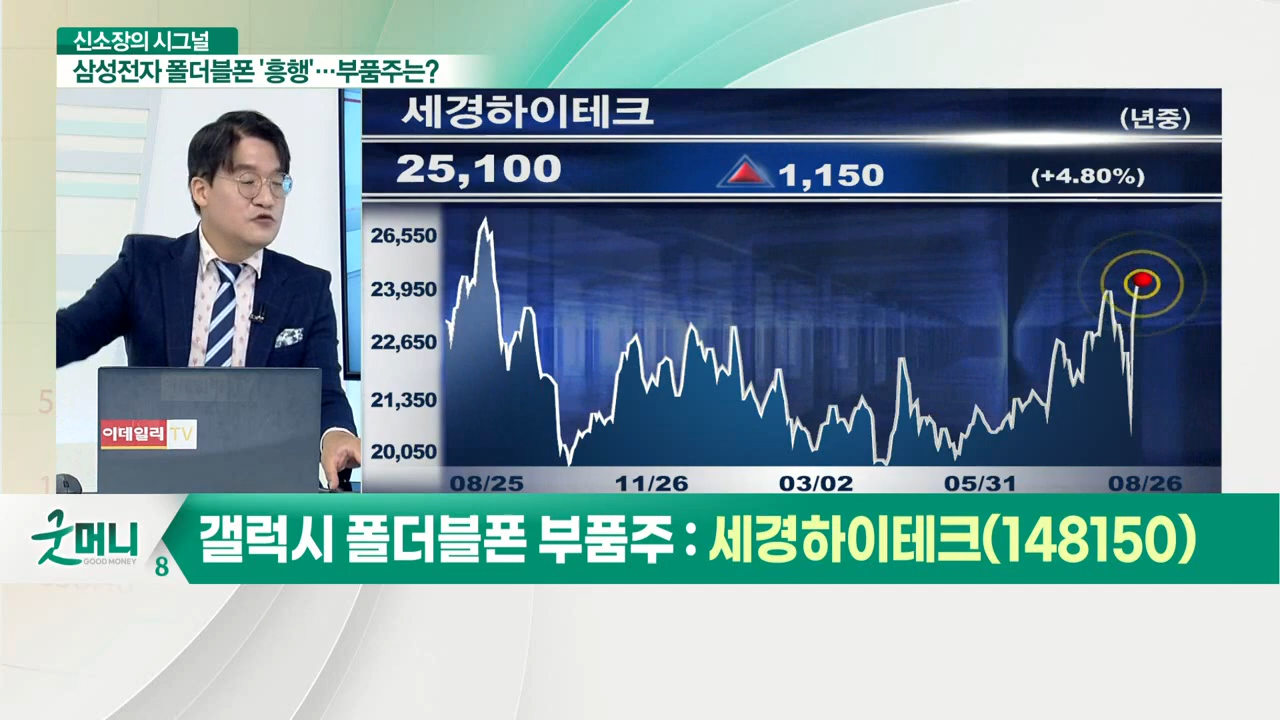 신소장의 시그널
삼성전자 폴더블폰 '흥행'…부품주는?
세경하이테크
(년중)
25,100
1,150
(+4.80%)
26,550
23,950
22,650
21,350
20,050
08/25
11/26
03/02
05/31
08/26
이데일리TV
굿머니
GOOD MONEY
8
갤럭시 폴더블폰 부품주 : 세경하이테크(148150)